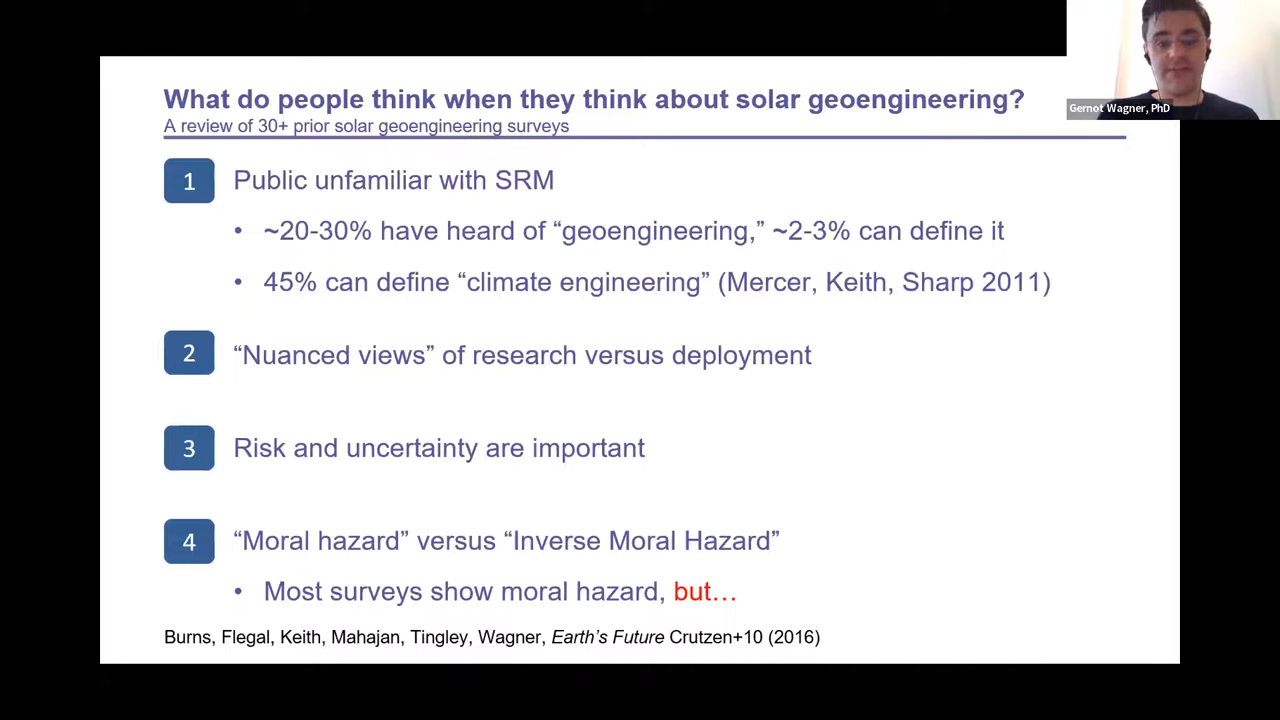 What do people think when they think about solar geoengineering?
A review of 30+ prior solar geoengineering surveys
Gernot Wagner, PhD
1 Public unfamiliar with SRM
• ~20-30% have heard of “geoengineering,” ~2-3% can define it
• 45% can define “climate engineering” (Mercer, Keith, Sharp 2011)
2 “Nuanced views” of research versus deployment
3 Risk and uncertainty are important
4 “Moral hazard” versus “Inverse Moral Hazard”
• Most surveys show moral hazard, but…
Burns, Flegal, Keith, Mahajan, Tingley, Wagner, Earth’s Future Crutzen+10 (2016)